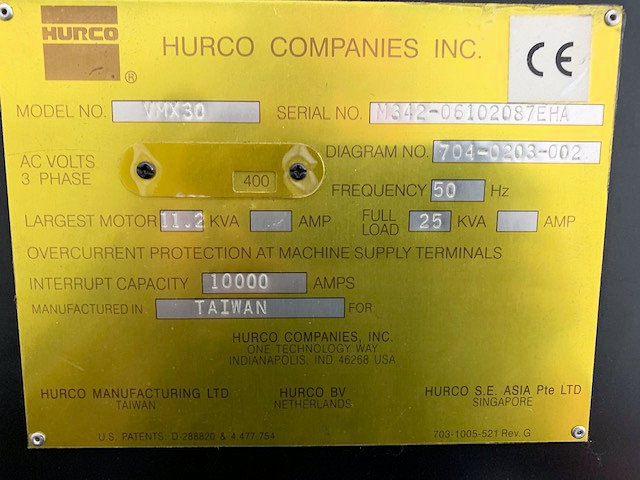 HURCO
®
HURCO COMPANIES INC.
CE
MODEL NO. VMX30 SERIAL NO. M342-06102087EHA
AC VOLTS
3 PHASE
400
DIAGRAM NO. 704-0203-002
FREQUENCY 50 Hz
LARGEST MOTOR 11.2 KVA AMP FULL LOAD 25 KVA AMP
OVERCURRENT PROTECTION AT MACHINE SUPPLY TERMINALS
INTERRUPT CAPACITY 10000 AMPS
MANUFACTURED IN TAIWAN FOR
HURCO COMPANIES, INC.
ONE TECHNOLOGY WAY
INDIANAPOLIS, IND. 46268 USA
HURCO MANUFACTURING LTD HURCO BV HURCO S.E. ASIA Pte LTD
TAIWAN NETHERLANDS SINGAPORE
U.S. PATENTS D-288820 & 4 477 754 703-1005-521 Rev. G